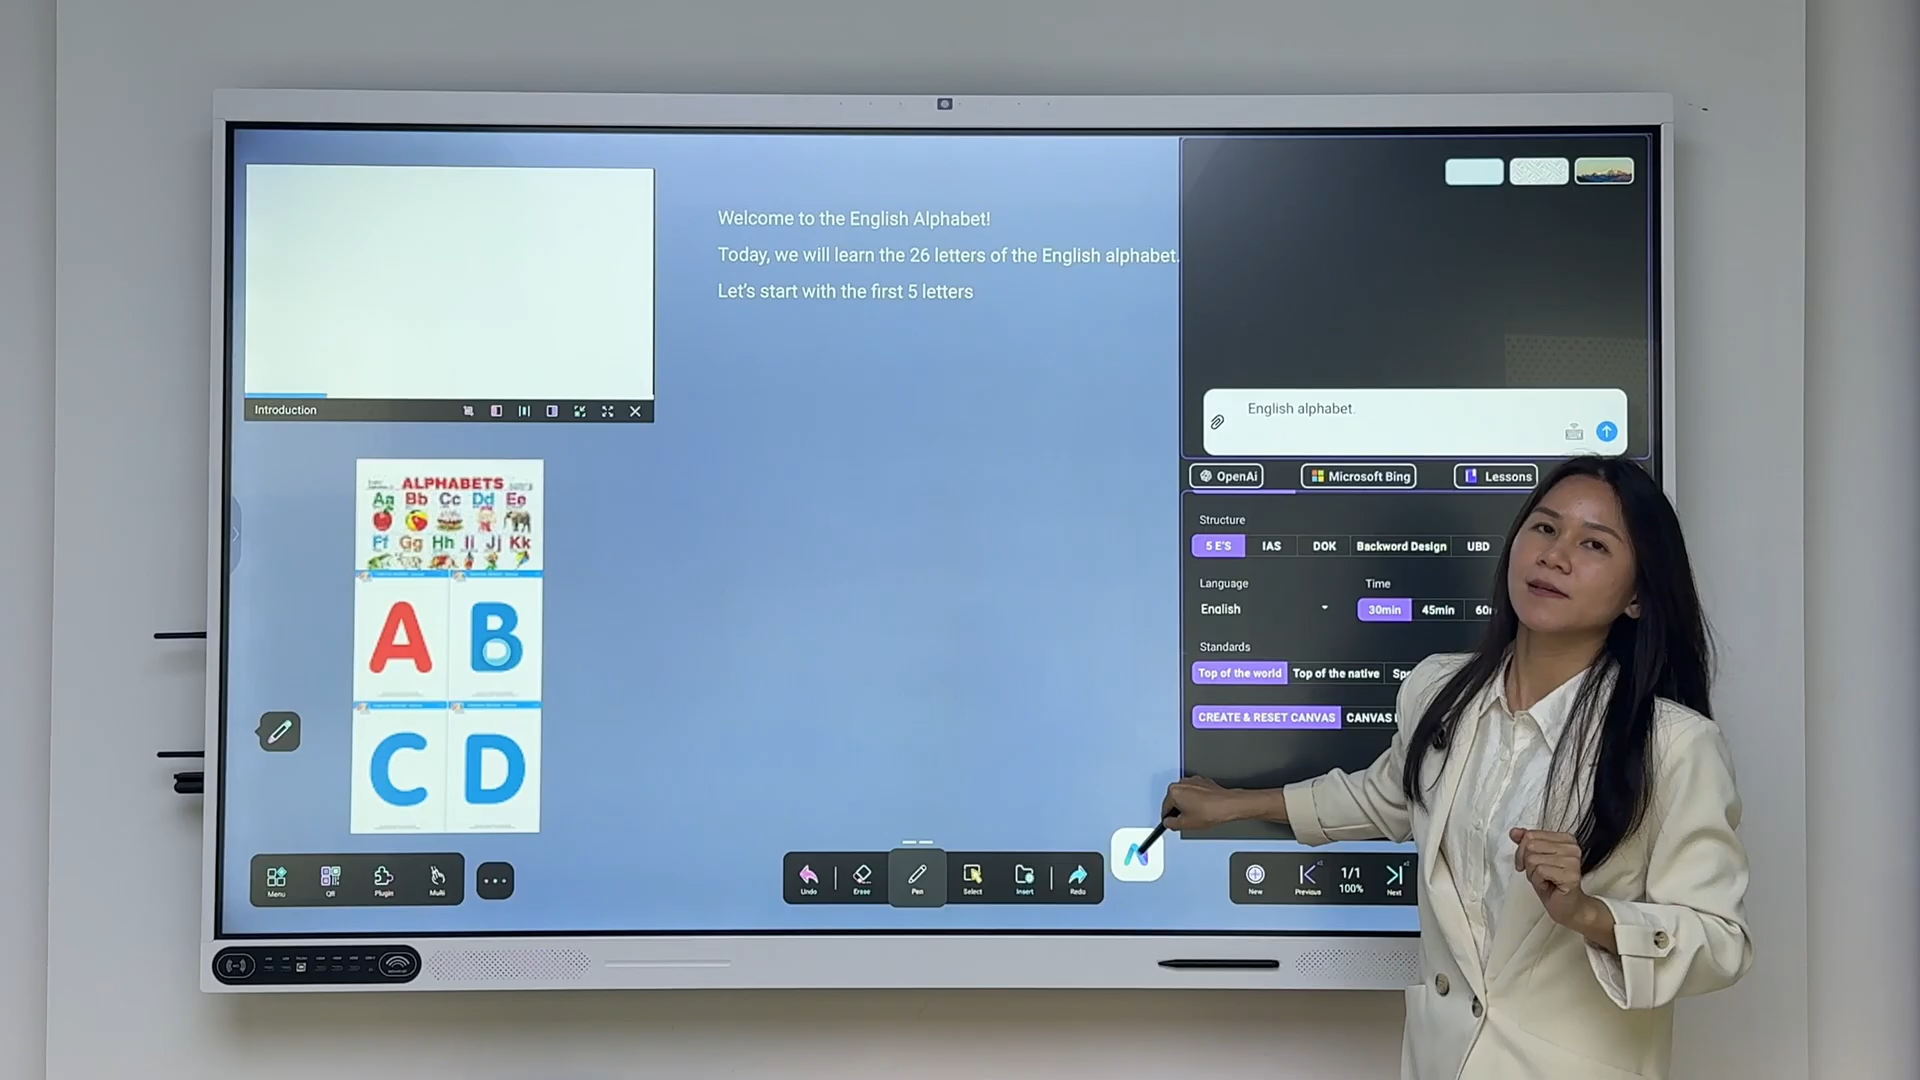 Welcome to the English Alphabet!
Today, we will learn the 26 letters of the English alphabet.
Let's start with the first 5 letters
Introduction
ALPHABETS
Aa Bb Cc Dd Ee
Ff Gg Hh Ii Jj Kk
A B
C D
English alphabet.
OpenAi Microsoft Bing Lessons
Structure
5 E'S IAS DOK Backword Design UBD
Language Time
English 30min 45min
Standards
Top of the world Top of the native
CREATE & RESET CANVAS CANVAS
Menu QR Plugin Multi
Undo Erase Pen Select Insert Redo
New Previous 1/1 100% Next